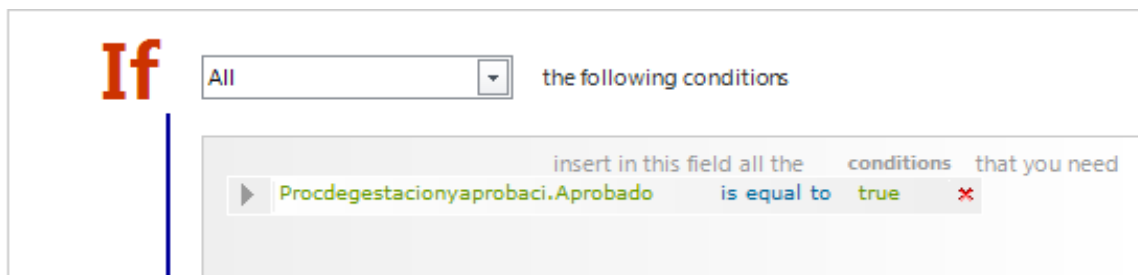 If All the following conditions
insert in this field all the conditions that you need
Procdegestacionyaprobaci.Aprobado is equal to true